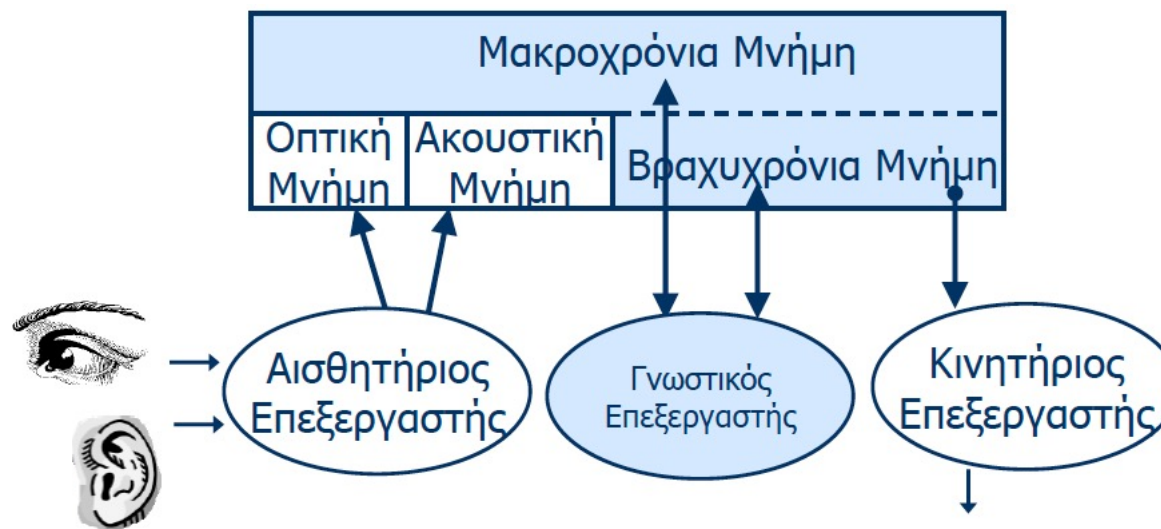 Μακροχρόνια Μνήμη
Οπτική
Μνήμη
Ακουστική
Μνήμη
Βραχυχρόνια Μνήμη
Αισθητήριος
Επεξεργαστής
Γνωστικός
Επεξεργαστής
Κινητήριος
Επεξεργαστής